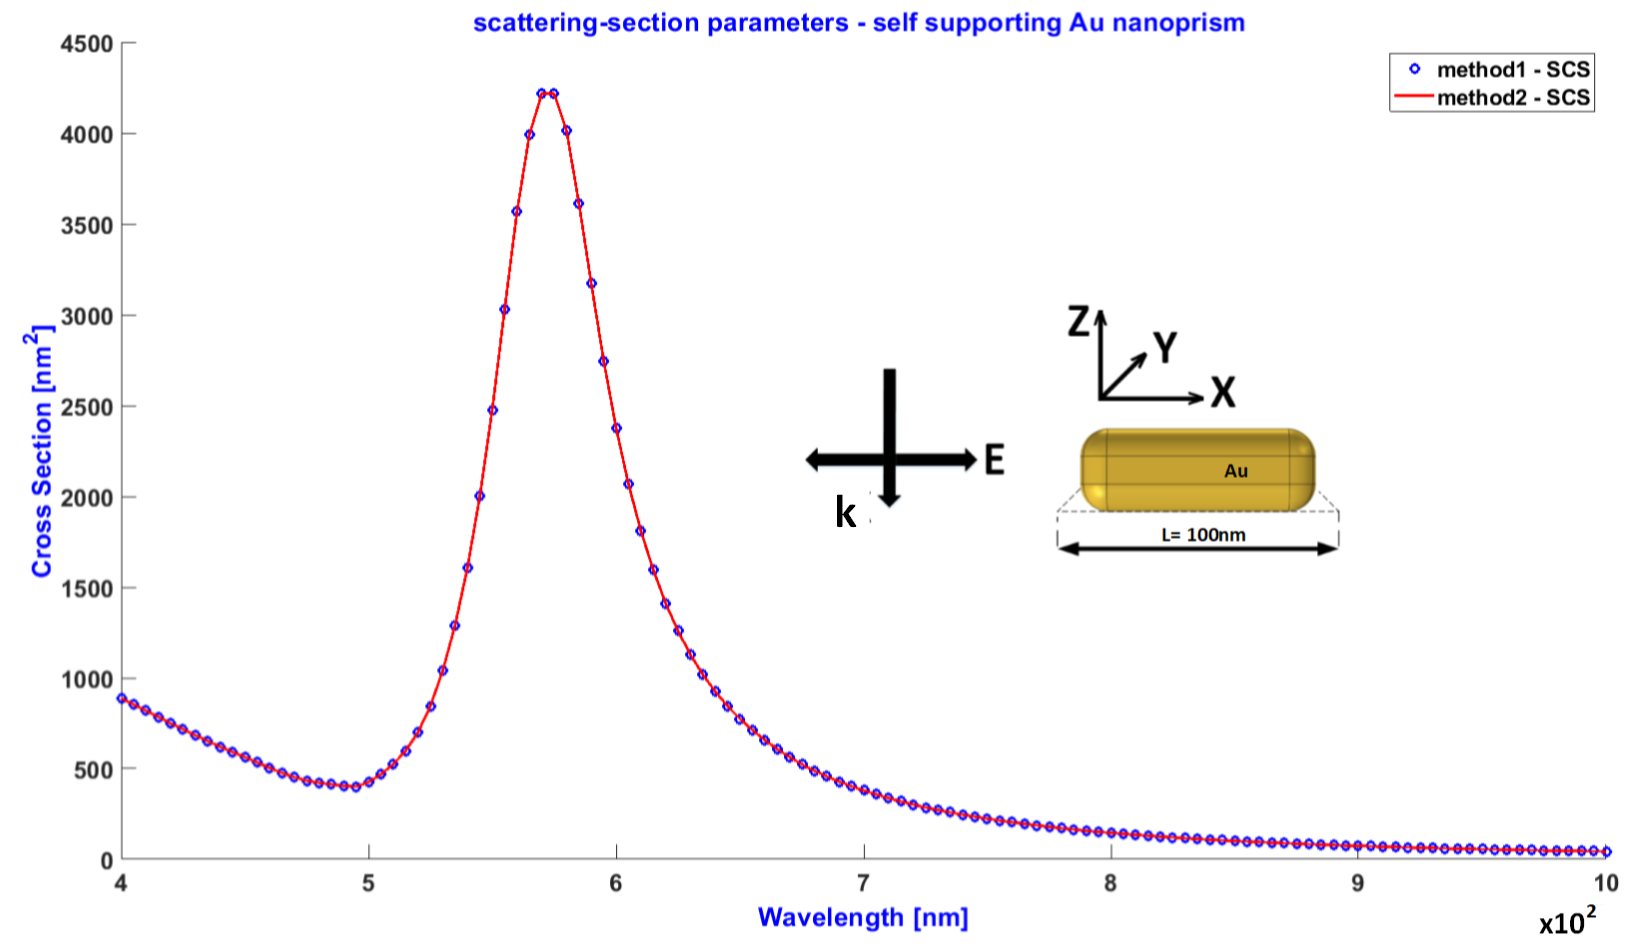 scattering-section parameters - self supporting Au nanoprism
method1 - SCS
method2 - SCS
Cross Section [nm²]
4500
4000
3500
3000
2500
2000
1500
1000
500
0
4 5 6 7 8 9 10
Wavelength [nm]
x10²
Z
Y
X
E
k
Au
L= 100nm